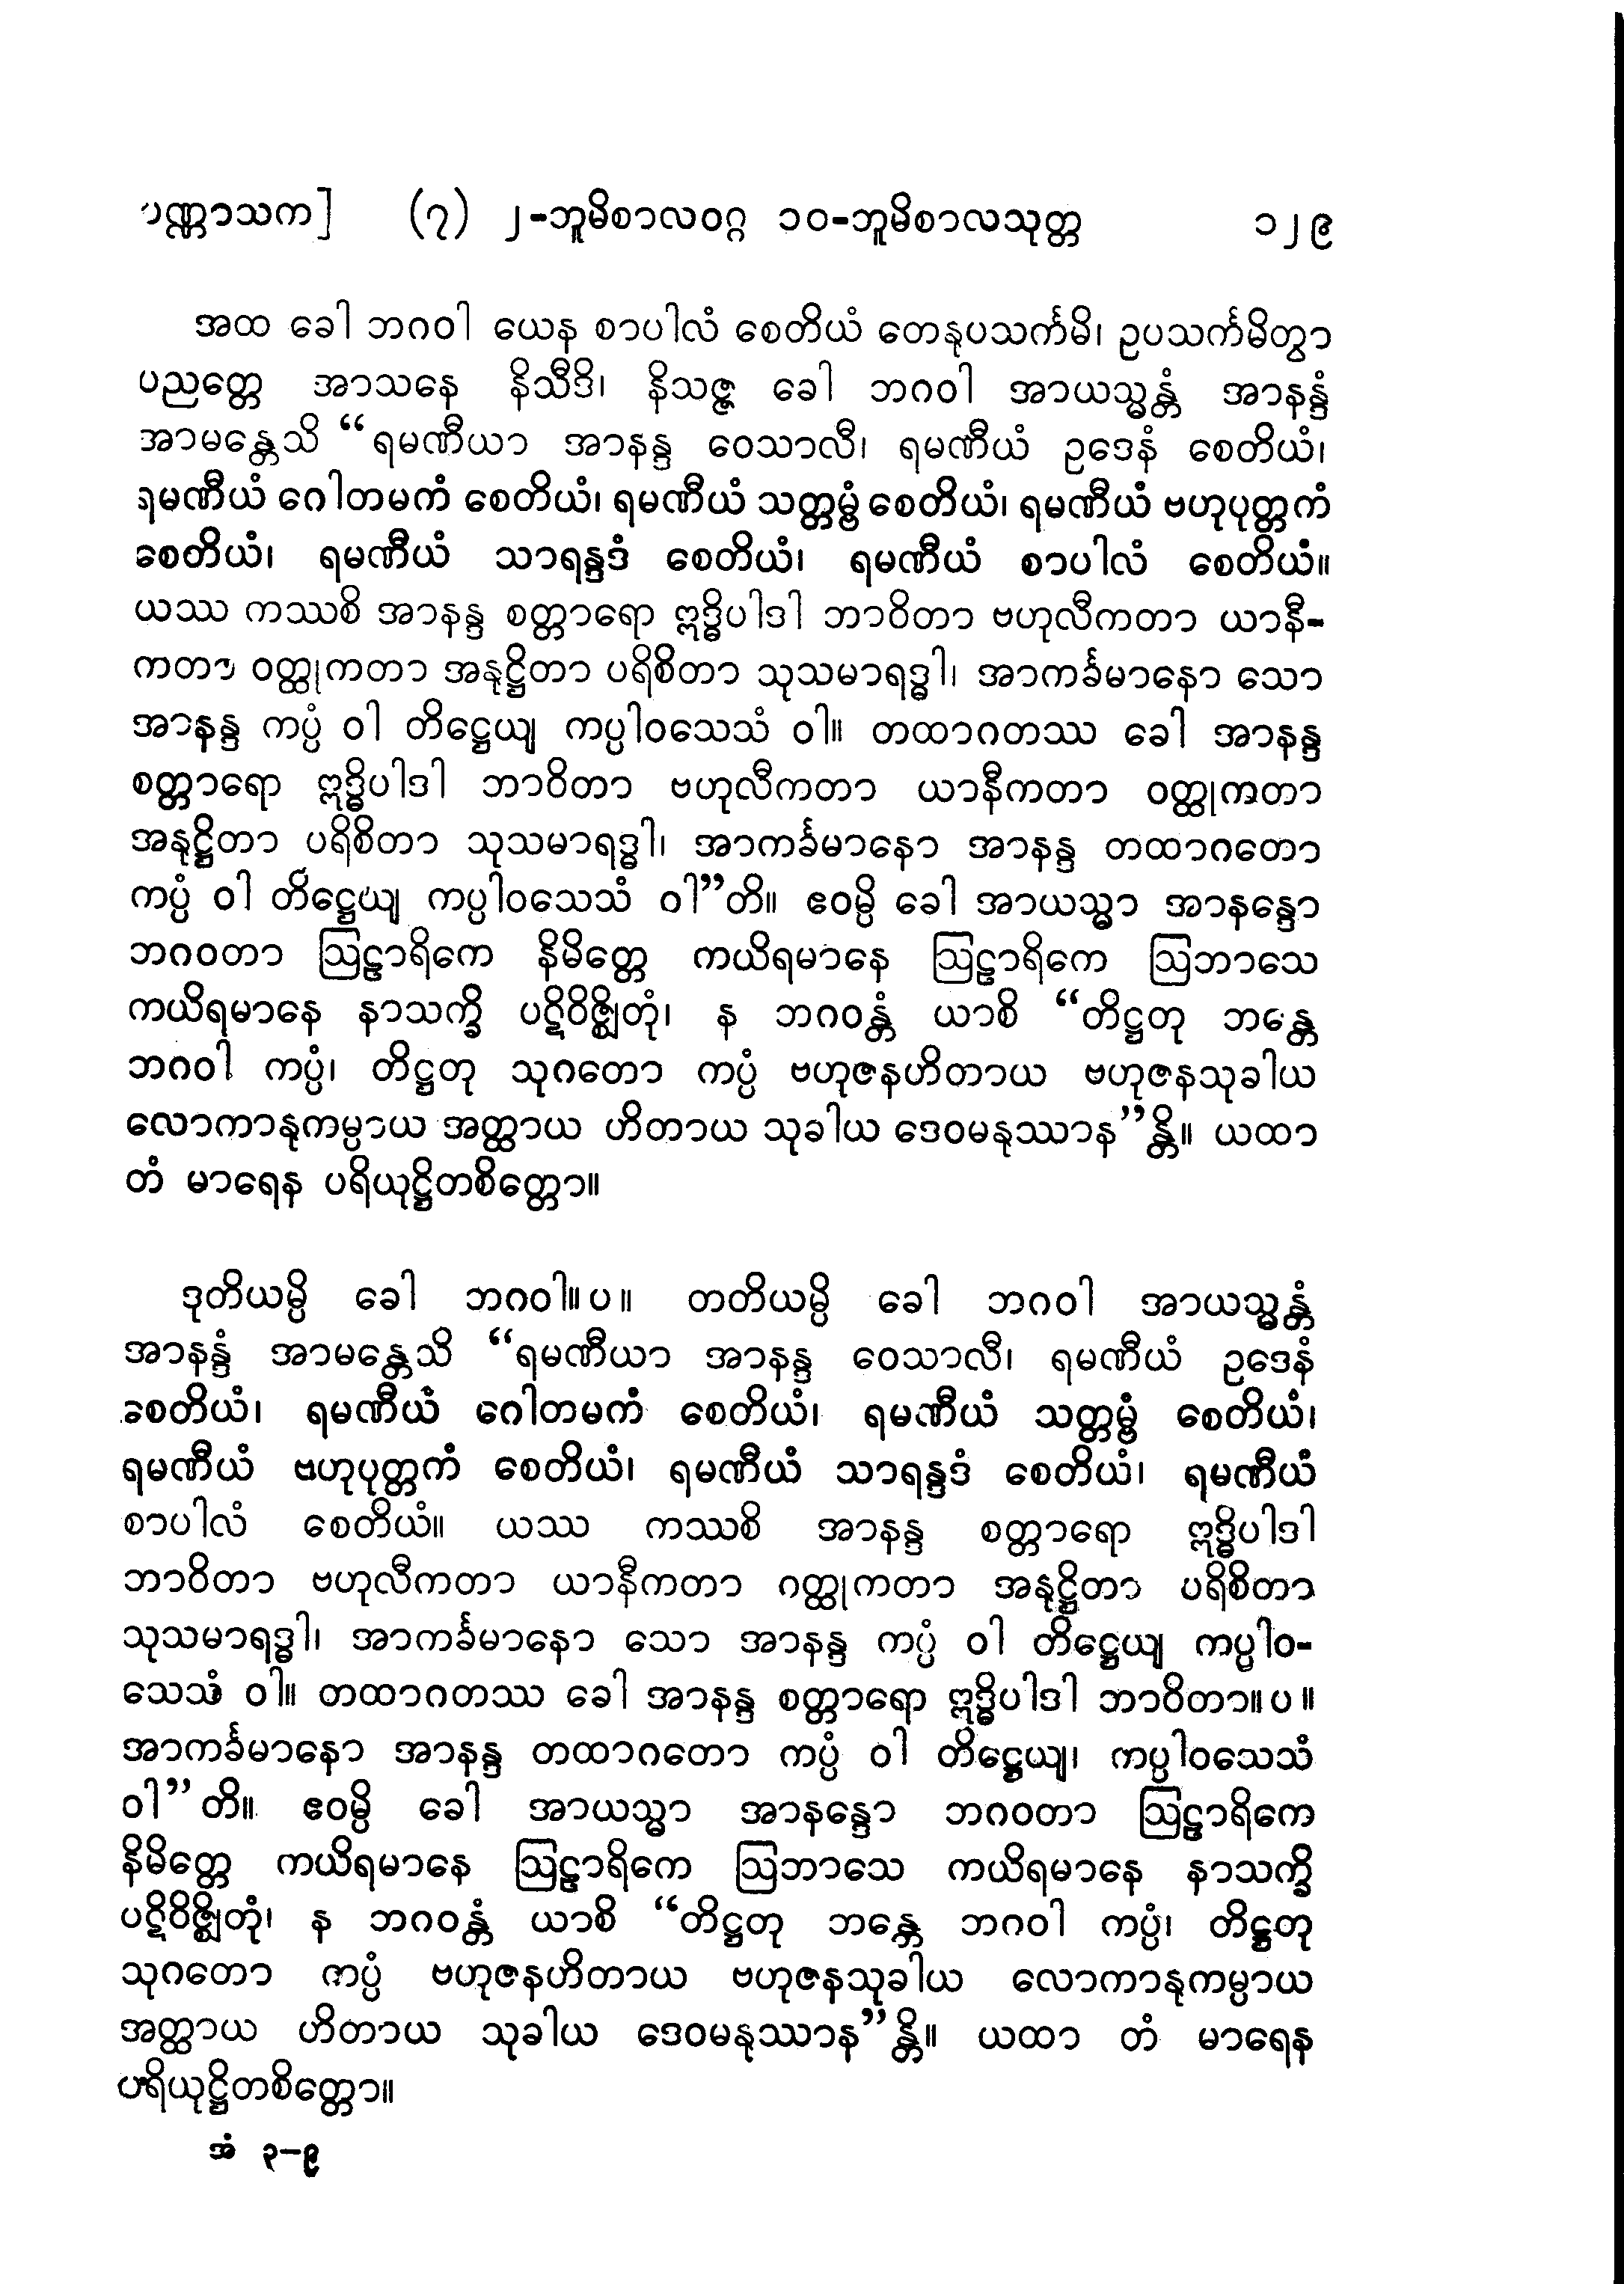 ပဏ္ဏာသက] (၇) ၂-ဘူမိစာလဝဂ္ဂ ၁၀-ဘူမိစာလသုတ္တ ၁၂၉
အထ ခေါ ဘဂဝါ ယေန စာပါလံ စေတိယံ တေနုပသင်္ကမိ၊ ဥပသင်္ကမိတွာ
ပညတ္တေ အာသနေ နိသီဒိ၊ နိသဇ္ဇ ခေါ ဘဂဝါ အာယသ္မန္တံ အာနန္ဒံ
အာမန္တေသိ “ရမဏီယာ အာနန္ဒ ဝေသာလီ၊ ရမဏီယံ ဥဒေနံ စေတိယံ၊
ရမဏီယံ ဂေါတမကံ စေတိယံ၊ ရမဏီယံ သတ္တမ္ဗံ စေတိယံ၊ ရမဏီယံ ဗဟုပုတ္တကံ
စေတိယံ၊ ရမဏီယံ သာရန္ဒဒံ စေတိယံ၊ ရမဏီယံ စာပါလံ စေတိယံ။
ယဿ ကဿစိ အာနန္ဒ စတ္တာရော ဣဒ္ဓိပါဒါ ဘာဝိတာ ဗဟုလီကတာ ယာနီ-
ကတာ ဝတ္ထုကတာ အနုဋ္ဌိတာ ပရိစိတာ သုသမာရဒ္ဓါ၊ အာကင်္ခမာနော သော
အာနန္ဒ ကပ္ပံ ဝါ တိဋ္ဌေယျ ကပ္ပါဝသေသံ ဝါ။ တထာဂတဿ ခေါ အာနန္ဒ
စတ္တာရော ဣဒ္ဓိပါဒါ ဘာဝိတာ ဗဟုလီကတာ ယာနီကတာ ဝတ္ထုကတာ
အနုဋ္ဌိတာ ပရိစိတာ သုသမာရဒ္ဓါ၊ အာကင်္ခမာနော အာနန္ဒ တထာဂတော
ကပ္ပံ ဝါ တိဋ္ဌေယျ ကပ္ပါဝသေသံ ဝါ”တိ။ ဧဝမ္ပိ ခေါ အာယသ္မာ အာနန္ဒော
ဘဂဝတာ ဩဠာရိကေ နိမိတ္တေ ကယိရမာနေ ဩဠာရိကေ ဩဘာသေ
ကယိရမာနေ နာသက္ခိ ပဋိဝိဇ္ဈိတုံ၊ န ဘဂဝန္တံ ယာစိ “တိဋ္ဌတု ဘန္တေ
ဘဂဝါ ကပ္ပံ၊ တိဋ္ဌတု သုဂတော ကပ္ပံ ဗဟုဇနဟိတာယ ဗဟုဇနသုခါယ
လောကာနုကမ္ပာယ အတ္ထာယ ဟိတာယ သုခါယ ဒေဝမနုဿာန”န္တိ။ ယထာ
တံ မာရေန ပရိယုဋ္ဌိတစိတ္တော။
ဒုတိယမ္ပိ ခေါ ဘဂဝါ။ပ။ တတိယမ္ပိ ခေါ ဘဂဝါ အာယသ္မန္တံ
အာနန္ဒံ အာမန္တေသိ “ရမဏီယာ အာနန္ဒ ဝေသာလီ၊ ရမဏီယံ ဥဒေနံ
စေတိယံ၊ ရမဏီယံ ဂေါတမကံ စေတိယံ၊ ရမဏီယံ သတ္တမ္ဗံ စေတိယံ၊
ရမဏီယံ ဗဟုပုတ္တကံ စေတိယံ၊ ရမဏီယံ သာရန္ဒဒံ စေတိယံ၊ ရမဏီယံ
စာပါလံ စေတိယံ။ ယဿ ကဿစိ အာနန္ဒ စတ္တာရော ဣဒ္ဓိပါဒါ
ဘာဝိတာ ဗဟုလီကတာ ယာနီကတာ ဂတ္ထုကတာ အနုဋ္ဌိတာ ပရိစိတာ
သုသမာရဒ္ဓါ၊ အာကင်္ခမာနော သော အာနန္ဒ ကပ္ပံ ဝါ တိဋ္ဌေယျ ကပ္ပါဝ-
သေသံ ဝါ။ တထာဂတဿ ခေါ အာနန္ဒ စတ္တာရော ဣဒ္ဓိပါဒါ ဘာဝိတာ။ပ။
အာကင်္ခမာနော အာနန္ဒ တထာဂတော ကပ္ပံ ဝါ တိဋ္ဌေယျ၊ ကပ္ပါဝသေသံ
ဝါ”တိ။ ဧဝမ္ပိ ခေါ အာယသ္မာ အာနန္ဒော ဘဂဝတာ ဩဠာရိကေ
နိမိတ္တေ ကယိရမာနေ ဩဠာရိကေ ဩဘာသေ ကယိရမာနေ နာသက္ခိ
ပဋိဝိဇ္ဈိတုံ၊ န ဘဂဝန္တံ ယာစိ “တိဋ္ဌတု ဘန္တေ ဘဂဝါ ကပ္ပံ၊ တိဋ္ဌတု
သုဂတော ကပ္ပံ ဗဟုဇနဟိတာယ ဗဟုဇနသုခါယ လောကာနုကမ္ပာယ
အတ္ထာယ ဟိတာယ သုခါယ ဒေဝမနုဿာန”န္တိ။ ယထာ တံ မာရေန
ပရိယုဋ္ဌိတစိတ္တော။
အံ ၃-၉